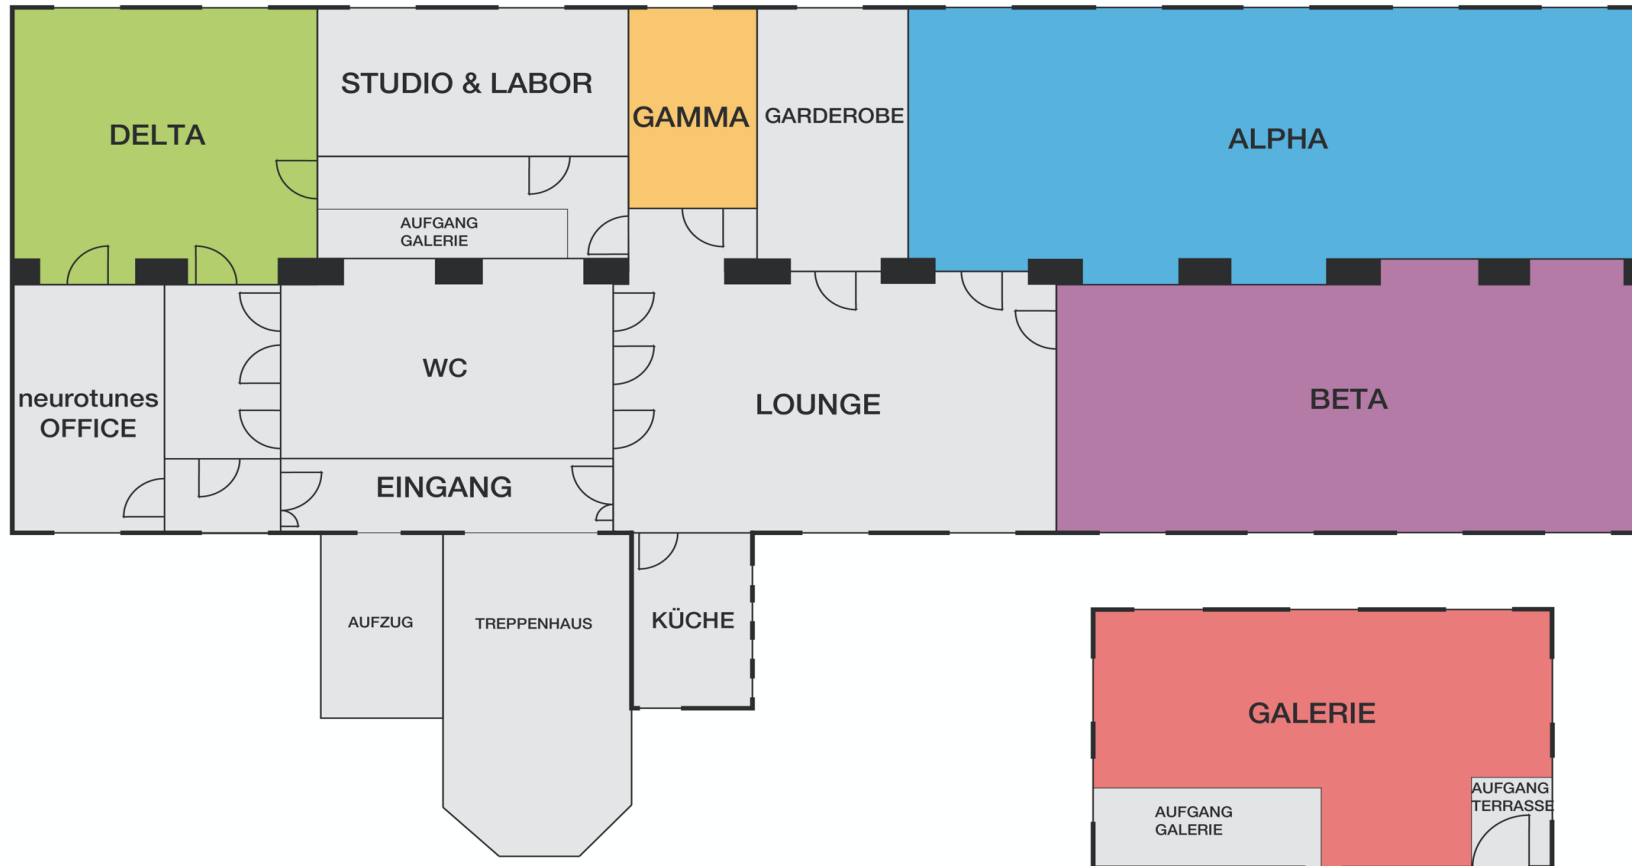 DELTA
STUDIO & LABOR
GAMMA
GARDEROBE
ALPHA
AUFGANG
GALERIE
neurotunes
OFFICE
WC
LOUNGE
BETA
EINGANG
AUFZUG
TREPPENHAUS
KÜCHE
GALERIE
AUFGANG
GALERIE
AUFGANG
TERRASSE